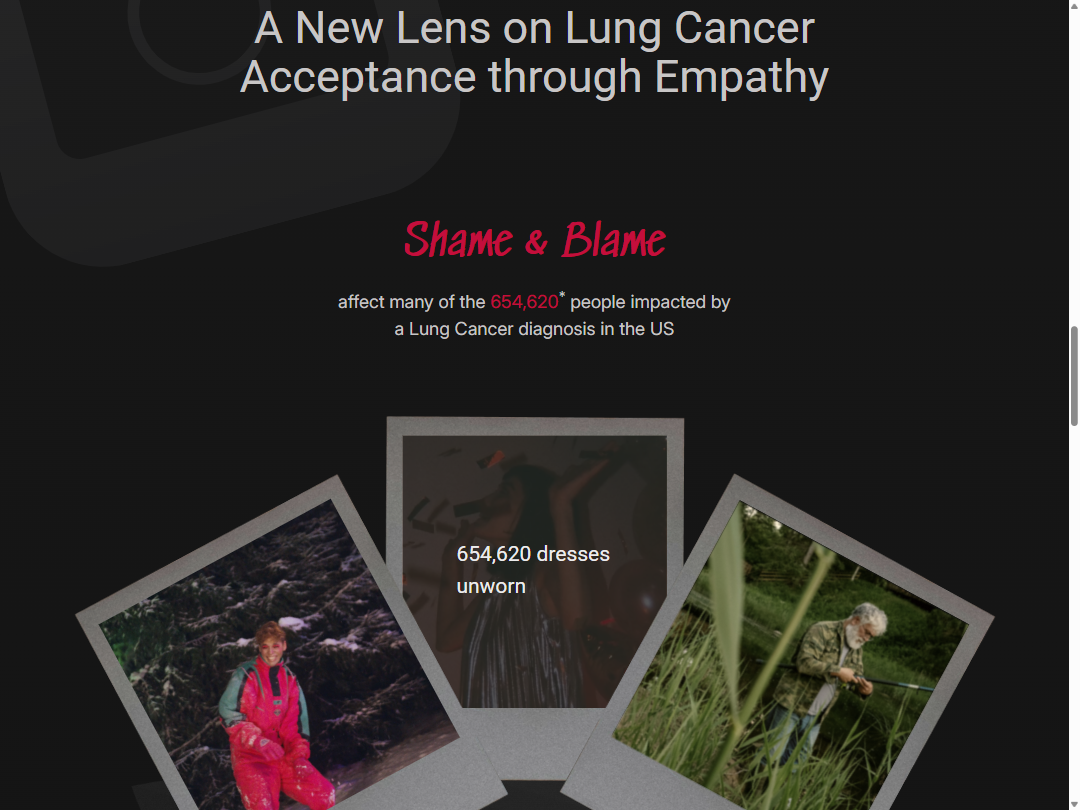 A New Lens on Lung Cancer
Acceptance through Empathy
Shame & Blame
affect many of the 654,620* people impacted by
a Lung Cancer diagnosis in the US
654,620 dresses
unworn